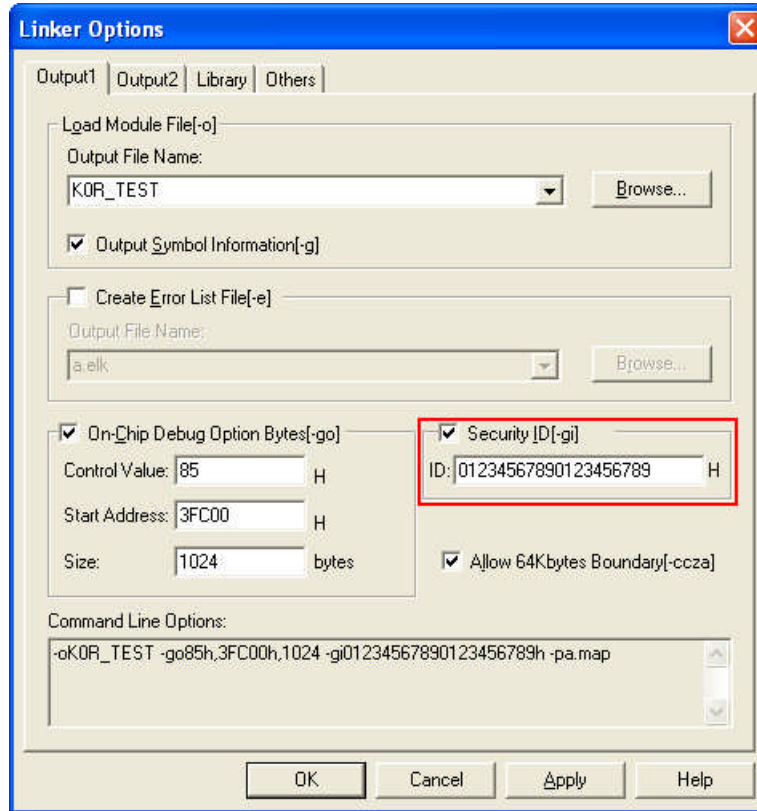 Linker Options
Output1 Output2 Library Others
Load Module File[-o]
Output File Name:
K0R_TEST
Browse...
Output Symbol Information[-g]
Create Error List File[-e]
Output File Name:
a.elk
Browse...
On-Chip Debug Option Bytes[-go]
Control Value: 85 H
Start Address: 3FC00 H
Size: 1024 bytes
Security ID[-gi]
ID: 01234567890123456789 H
Allow 64Kbytes Boundary[-ccza]
Command Line Options:
-oK0R_TEST -go85h,3FC00h,1024 -gi01234567890123456789h -pa.map
OK Cancel Apply Help